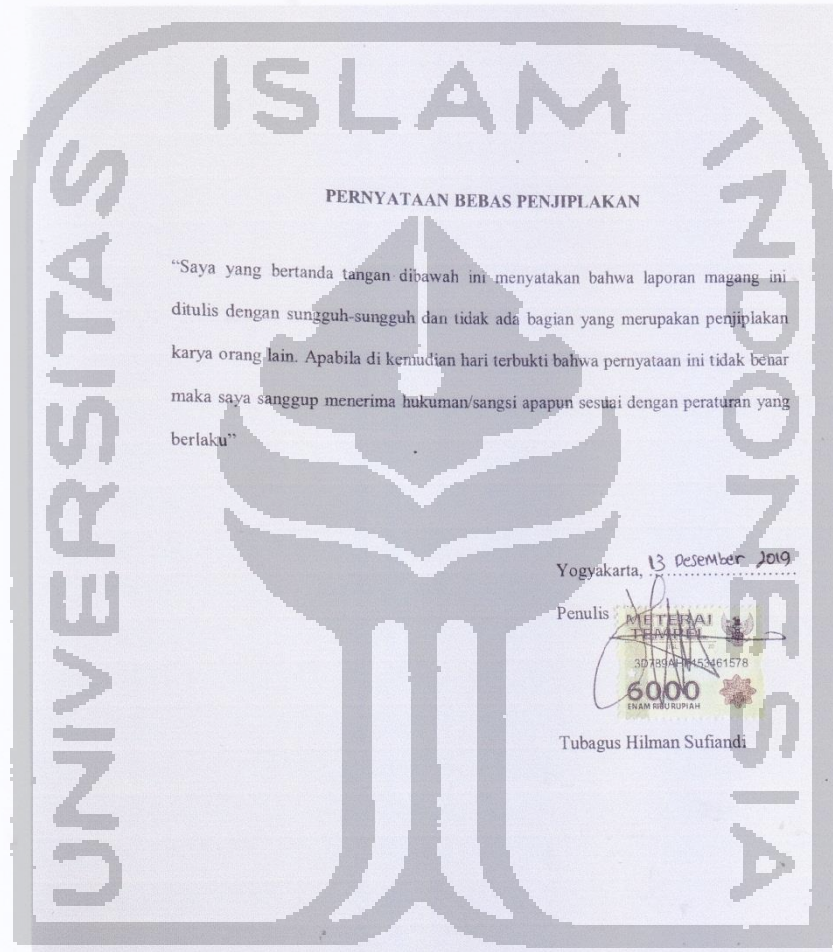 ISLAM
UNIVERSITAS
INDONESIA
PERNYATAAN BEBAS PENJIPLAKAN
“Saya yang bertanda tangan dibawah ini menyatakan bahwa laporan magang ini
ditulis dengan sungguh-sungguh dan tidak ada bagian yang merupakan penjiplakan
karya orang lain. Apabila di kemudian hari terbukti bahwa pernyataan ini tidak benar
maka saya sanggup menerima hukuman/sangsi apapun sesuai dengan peraturan yang
berlaku”
Yogyakarta, 13 Desember 2019
Penulis
METERAI
TEMPEL
6000
ENAM RIBU RUPIAH
Tubagus Hilman Sufiandi